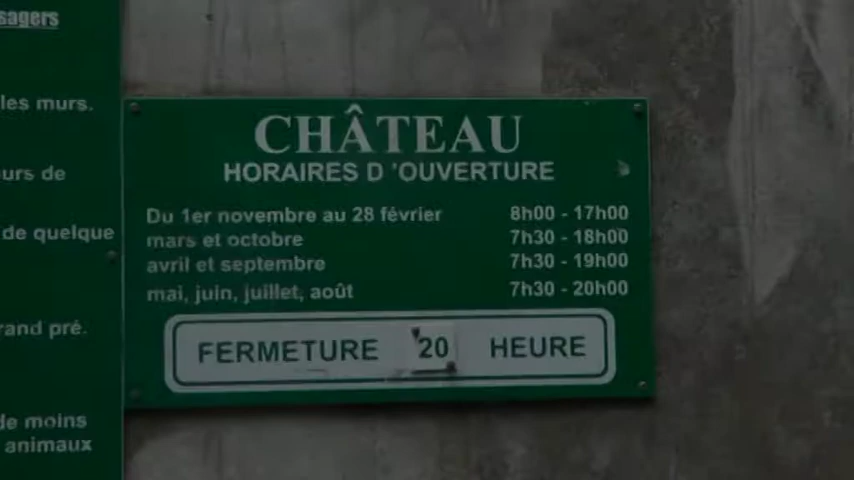 sagers
les murs.
urs de
de quelque
rand pré.
de moins
animaux
CHÂTEAU
HORAIRES D'OUVERTURE
Du 1er novembre au 28 février 8h00 - 17h00
mars et octobre 7h30 - 18h00
avril et septembre 7h30 - 19h00
mai, juin, juillet, août 7h30 - 20h00
FERMETURE 20 HEURE